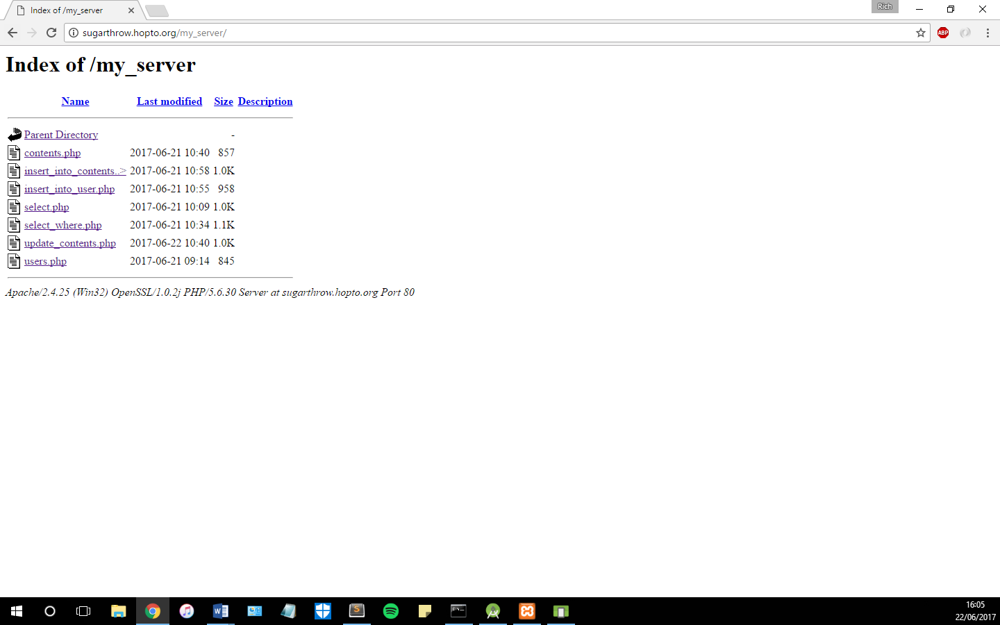 Index of /my_server
Rich
sugarthrow.hopto.org/my_server/
ABP
Index of /my_server
Name Last modified Size Description
Parent Directory -
contents.php 2017-06-21 10:40 857
insert_into_contents..> 2017-06-21 10:58 1.0K
insert_into_user.php 2017-06-21 10:55 958
select.php 2017-06-21 10:09 1.0K
select_where.php 2017-06-21 10:34 1.1K
update_contents.php 2017-06-22 10:40 1.0K
users.php 2017-06-21 09:14 845
Apache/2.4.25 (Win32) OpenSSL/1.0.2j PHP/5.6.30 Server at sugarthrow.hopto.org Port 80
16:05
22/06/2017